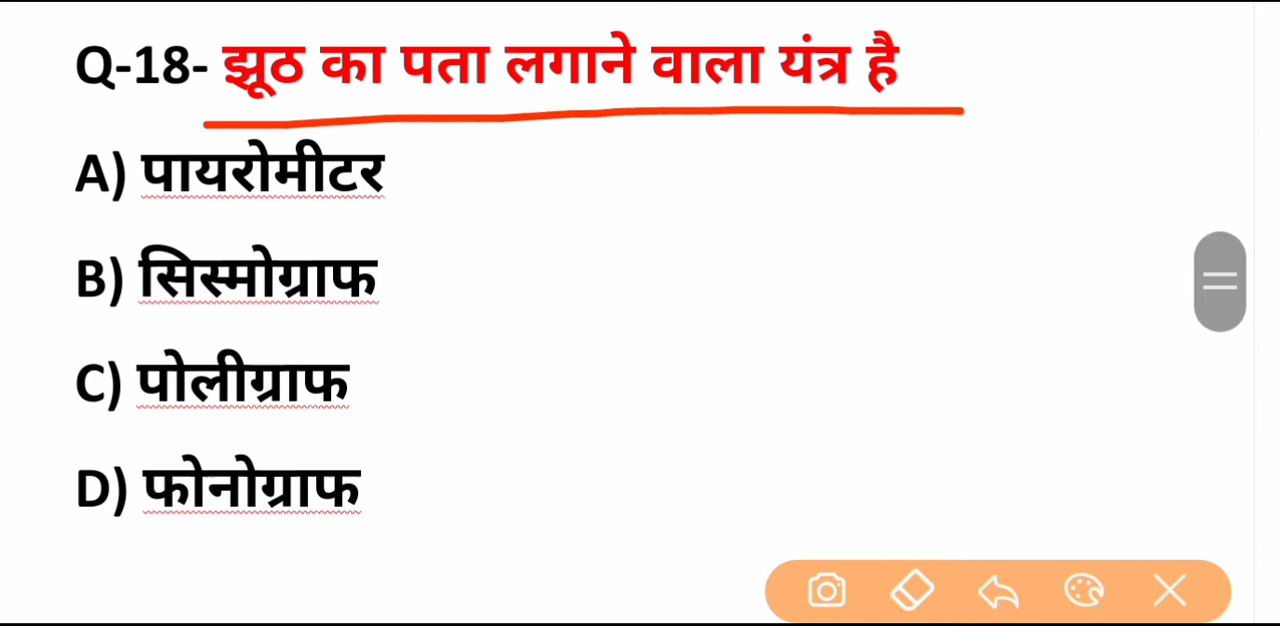 Q-18- झूठ का पता लगाने वाला यंत्र है
A) पायरोमीटर
B) सिस्मोग्राफ
C) पोलीग्राफ
D) फोनोग्राफ